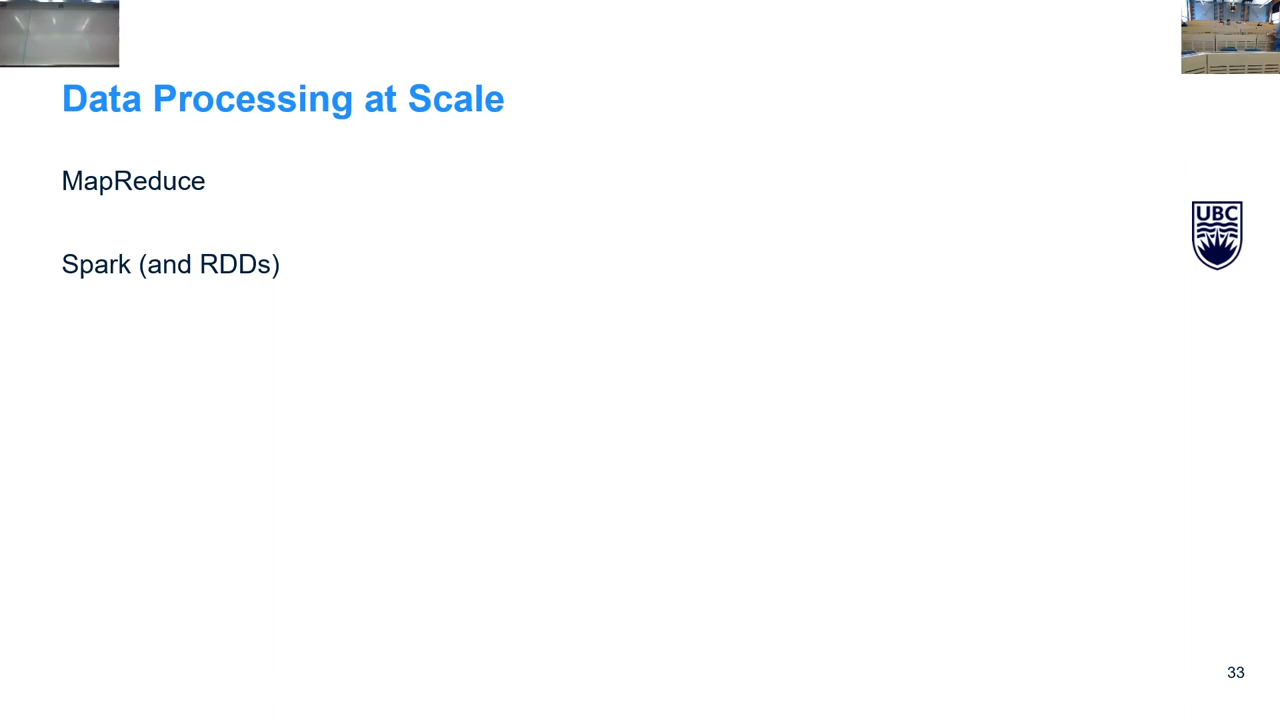 Data Processing at Scale
MapReduce
UBC
Spark (and RDDs)
33